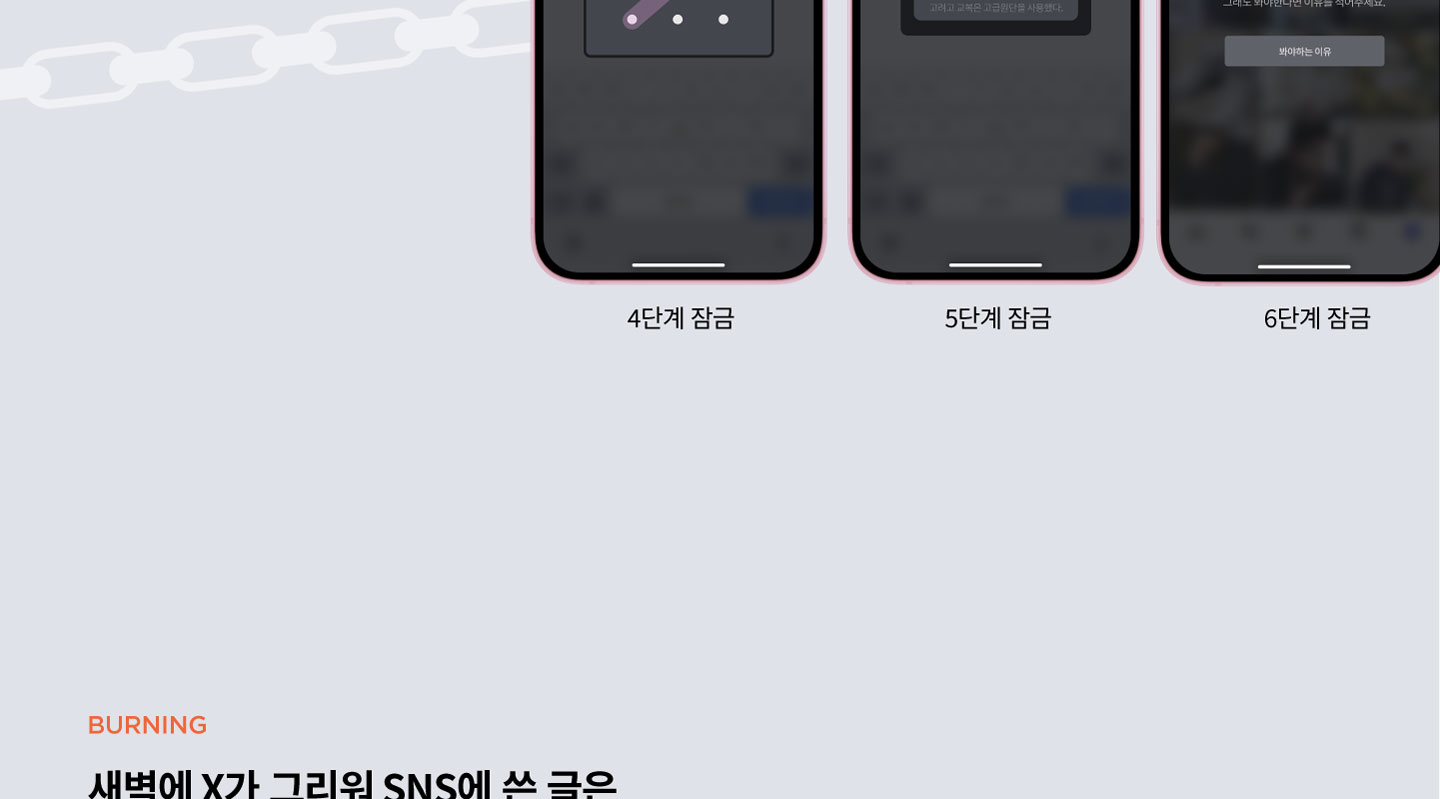 고려고 교복은 고급원단을 사용했다.
그래도 봐야한다면 이유를 적어주세요.
봐야하는 이유
4단계 잠금
5단계 잠금
6단계 잠금
BURNING
새벽에 X가 그리워 SNS에 쓴 글은